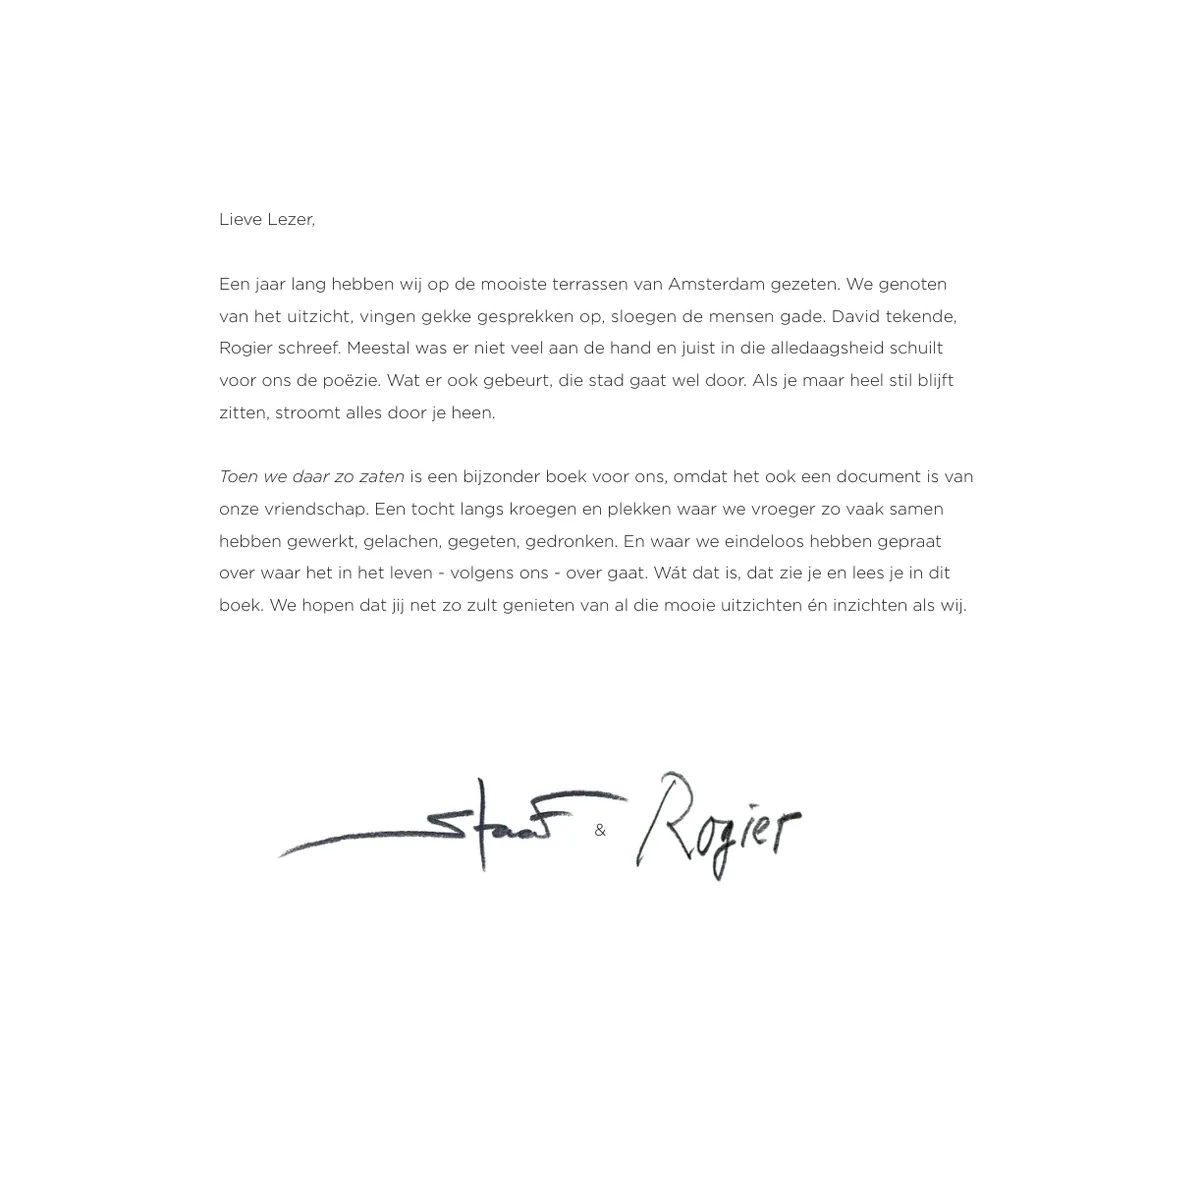 Lieve Lezer,
Een jaar lang hebben wij op de mooiste terrassen van Amsterdam gezeten. We genoten
van het uitzicht, vingen gekke gesprekken op, sloegen de mensen gade. David tekende,
Rogier schreef. Meestal was er niet veel aan de hand en juist in die alledaagsheid schuilt
voor ons de poëzie. Wat er ook gebeurt, die stad gaat wel door. Als je maar heel stil blijft
zitten, stroomt alles door je heen.
Toen we daar zo zaten is een bijzonder boek voor ons, omdat het ook een document is van
onze vriendschap. Een tocht langs kroegen en plekken waar we vroeger zo vaak samen
hebben gewerkt, gelachen, gegeten, gedronken. En waar we eindeloos hebben gepraat
over waar het in het leven - volgens ons - over gaat. Wát dat is, dat zie je en lees je in dit
boek. We hopen dat jij net zo zult genieten van al die mooie uitzichten én inzichten als wij.
Staaf & Rogier